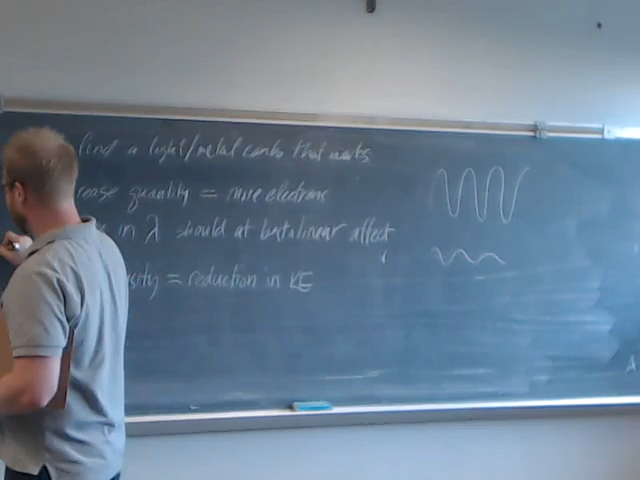 find a light/metal combo that works
rease quantity = more electrons
in λ should at best linear affect
sity = reduction in KE
A